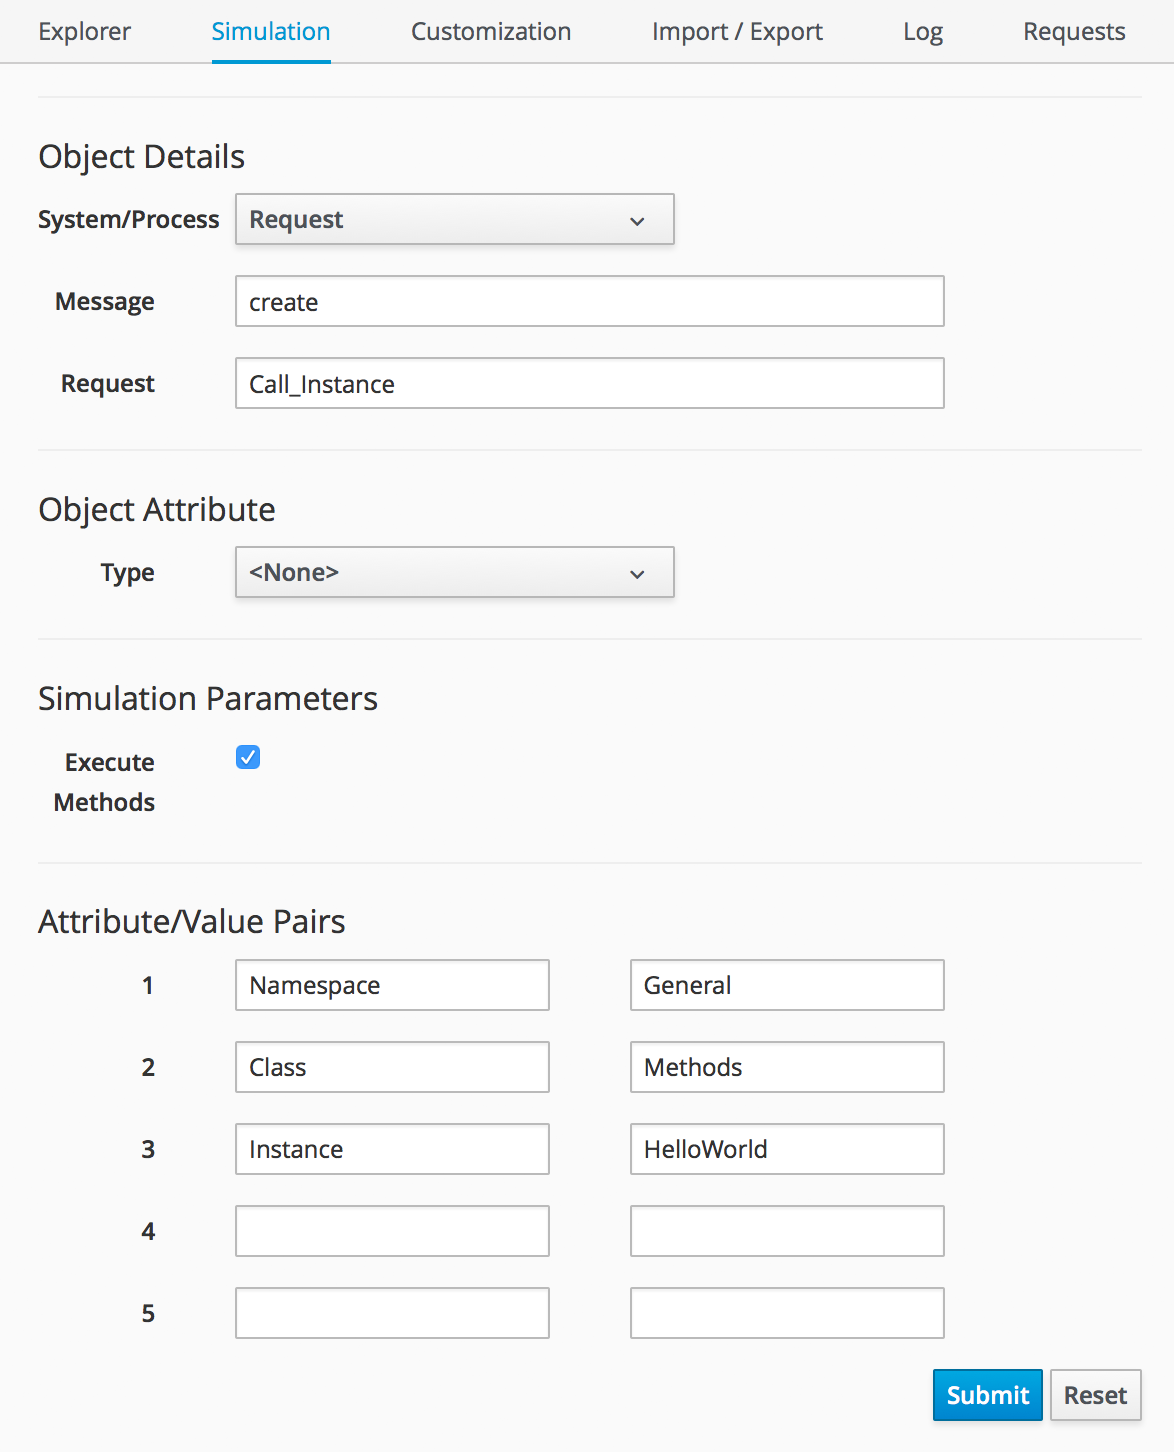 Explorer Simulation Customization Import / Export Log Requests
Object Details
System/Process Request
Message create
Request Call_Instance
Object Attribute
Type <None>
Simulation Parameters
Execute
Methods
Attribute/Value Pairs
1 Namespace General
2 Class Methods
3 Instance HelloWorld
4
5
Submit Reset